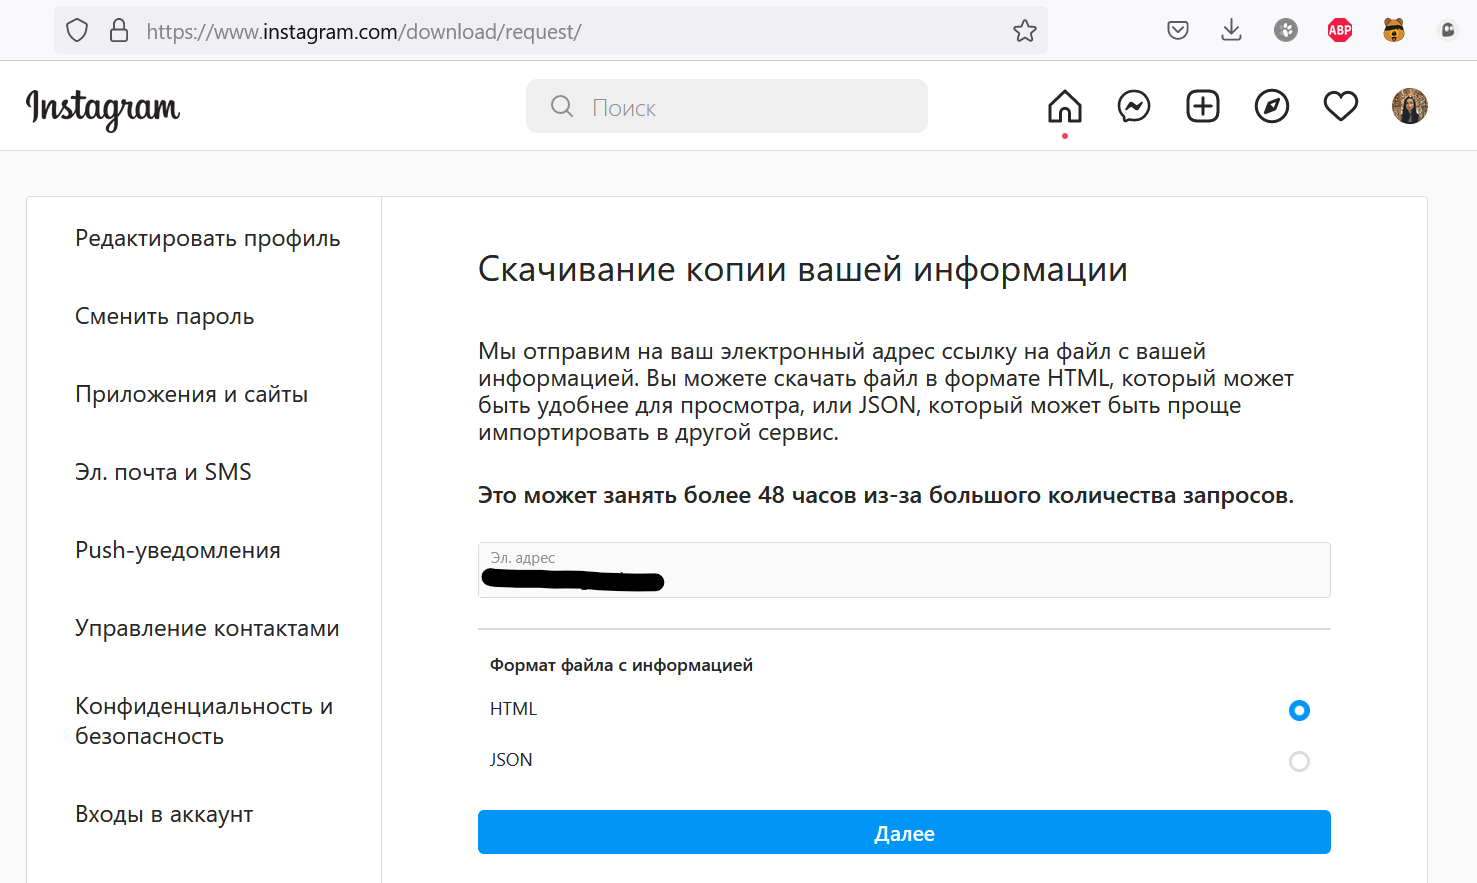 https://www.instagram.com/download/request/
ABP
Instagram
Поиск
Редактировать профиль
Сменить пароль
Приложения и сайты
Эл. почта и SMS
Push-уведомления
Управление контактами
Конфиденциальность и
безопасность
Входы в аккаунт
Скачивание копии вашей информации
Мы отправим на ваш электронный адрес ссылку на файл с вашей
информацией. Вы можете скачать файл в формате HTML, который может
быть удобнее для просмотра, или JSON, который может быть проще
импортировать в другой сервис.
Это может занять более 48 часов из-за большого количества запросов.
Эл. адрес
Формат файла с информацией
HTML
JSON
Далее